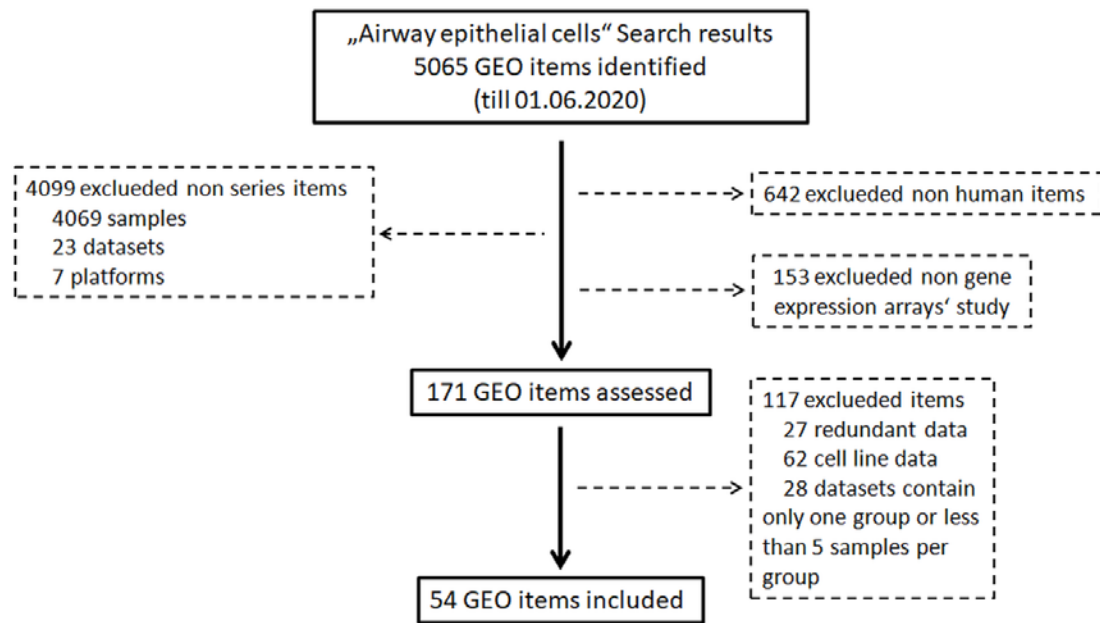 „Airway epithelial cells“ Search results
5065 GEO items identified
(till 01.06.2020)
4099 exclueded non series items
4069 samples
23 datasets
7 platforms
642 exclueded non human items
153 exclueded non gene
expression arrays‘ study
171 GEO items assessed
117 exclueded items
27 redundant data
62 cell line data
28 datasets contain
only one group or less
than 5 samples per
group
54 GEO items included